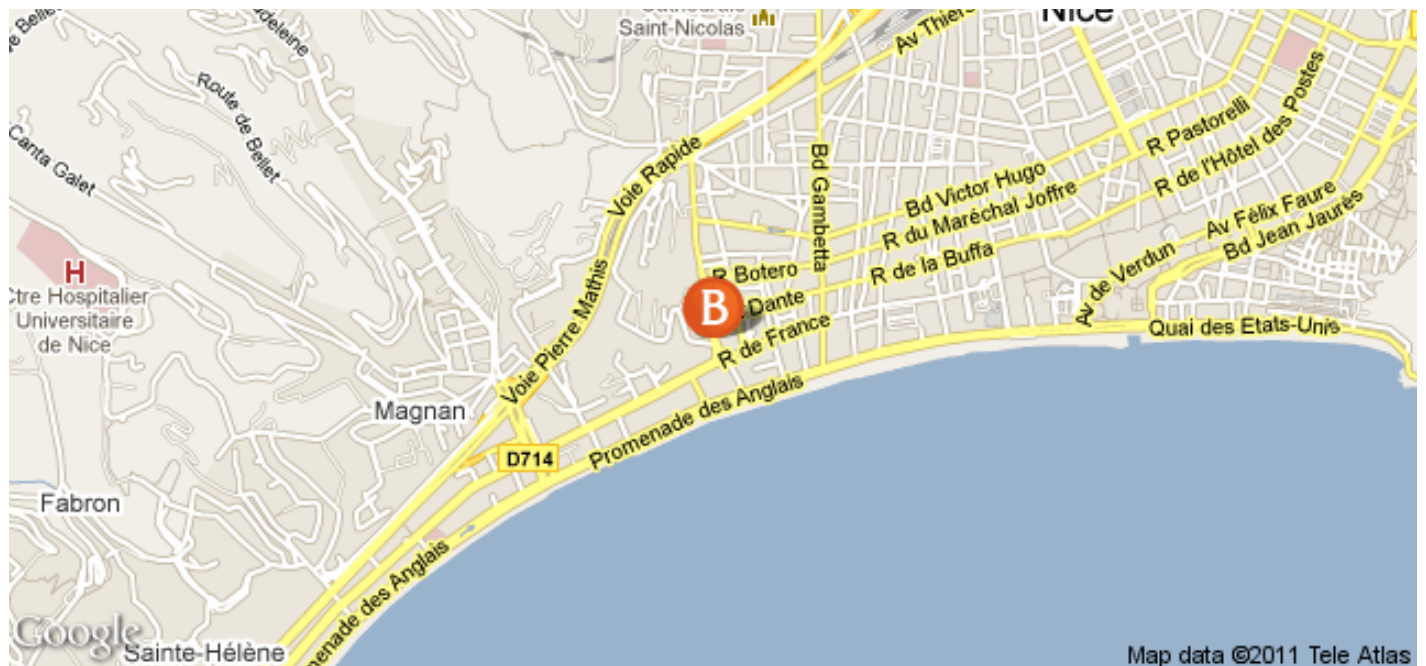 Saint-Nicolas
Nice
Av Thiers
Route de Bellet
Canta Galet
Voie Rapide
Bd Gambetta
Bd Victor Hugo
R Pastorelli
R de l'Hôtel des Postes
R du Maréchal Joffre
R Botero
R de la Buffa
Av Félix Faure
Bd Jean Jaurès
Av de Verdun
H
Ctre Hospitalier
Universitaire
de Nice
Voie Pierre Mathis
B
Dante
R de France
Quai des Etats-Unis
Magnan
Promenade des Anglais
D714
Fabron
des Anglais
Google
Sainte-Hélène
Map data ©2011 Tele Atlas